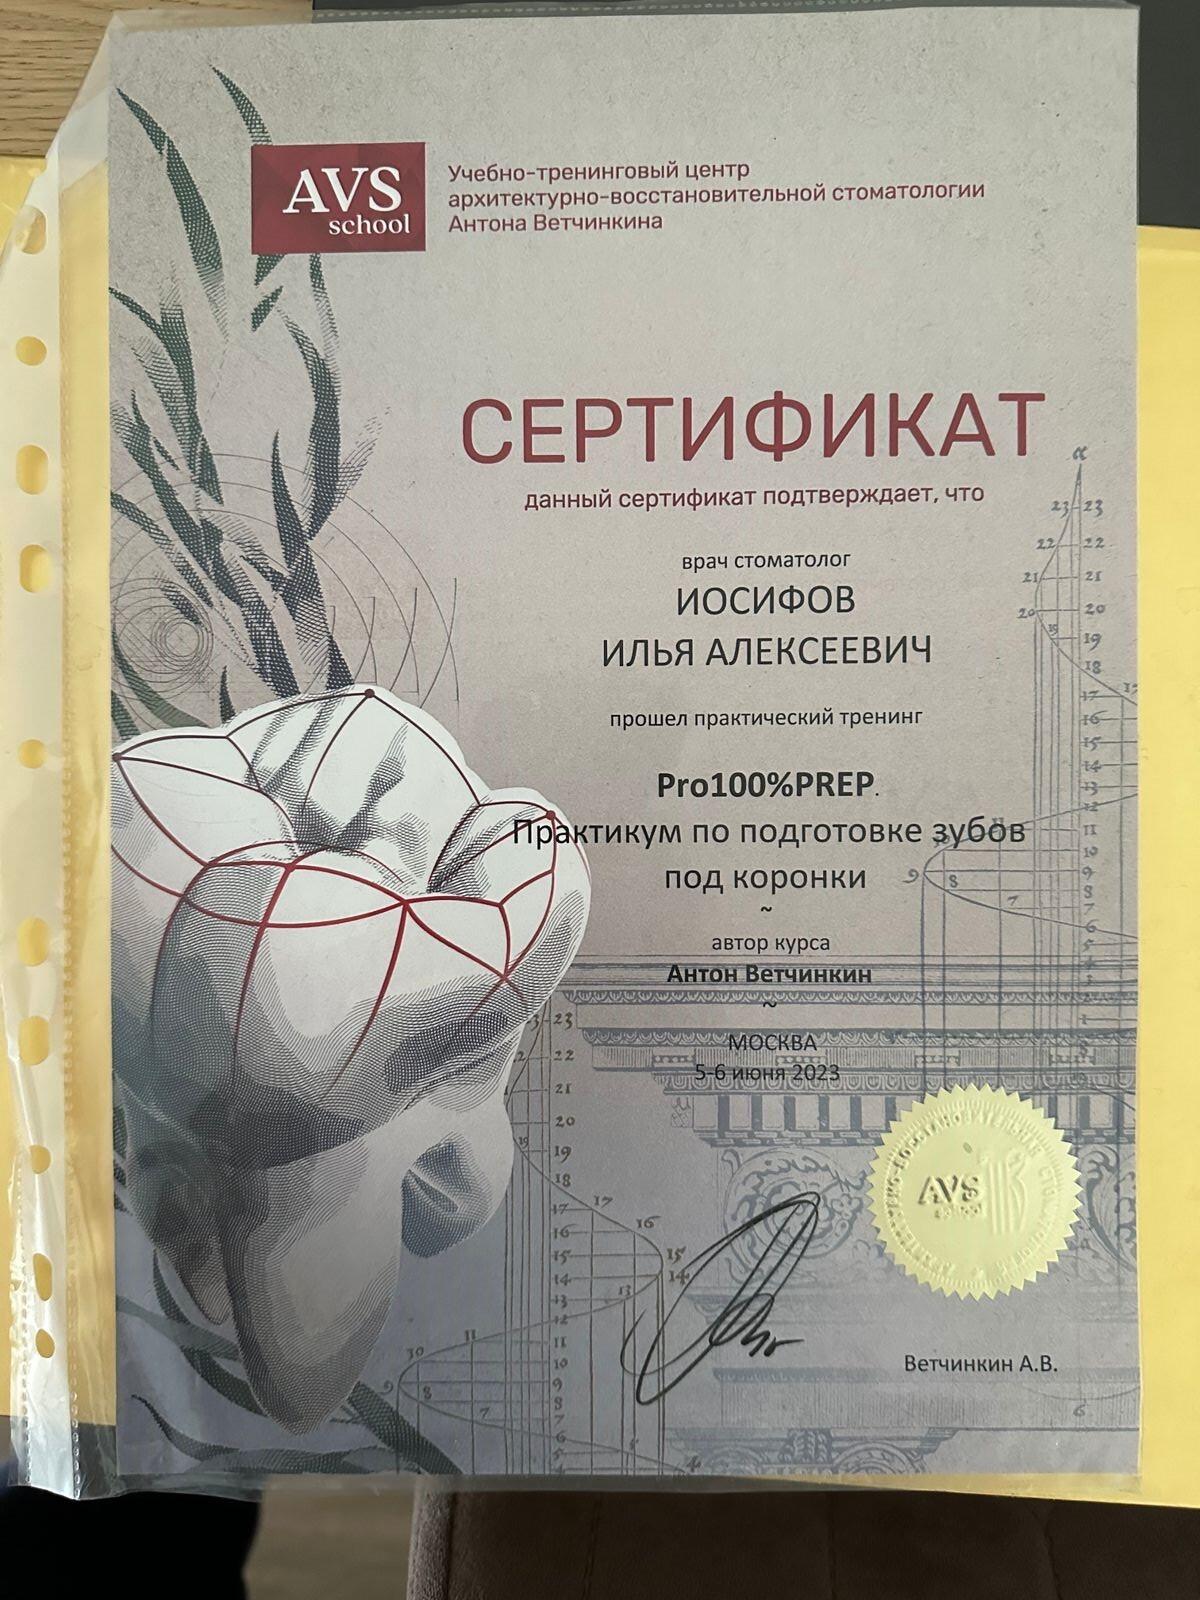 AVS
school
Учебно-тренинговый центр
архитектурно-восстановительной стоматологии
Антона Ветчинкина
СЕРТИФИКАТ
данный сертификат подтверждает, что
врач стоматолог
ИОСИФОВ
ИЛЬЯ АЛЕКСЕЕВИЧ
прошел практический тренинг
Pro100%PREP.
Практикум по подготовке зубов
под коронки
~
автор курса
Антон Ветчинкин
~
МОСКВА
5-6 июня 2023
AVS
Ветчинкин А.В.